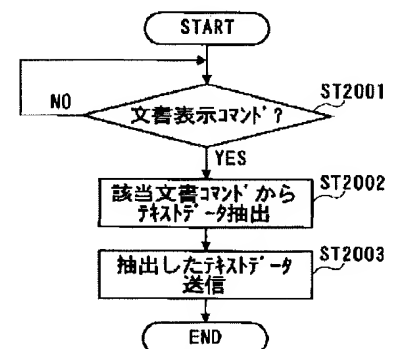 START
ST2001
NO
文書表示ｺﾏﾝﾄﾞ?
YES
ST2002
該当文書ｺﾏﾝﾄﾞから
ﾃｷｽﾄﾃﾞｰﾀ抽出
ST2003
抽出したﾃｷｽﾄﾃﾞｰﾀ
送信
END